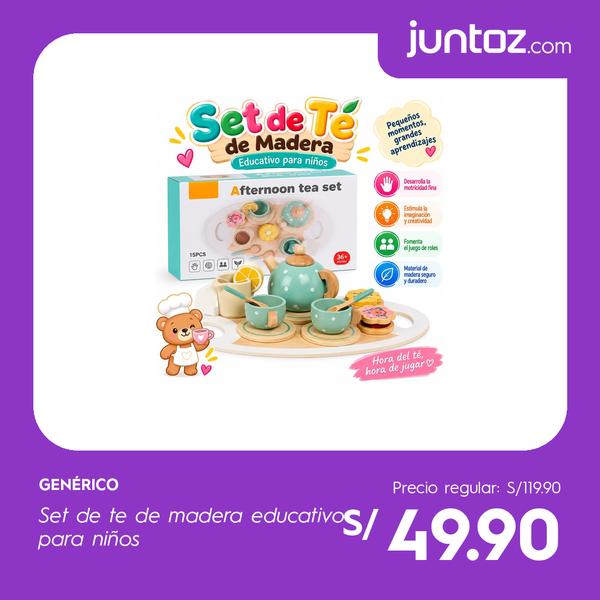 juntoz.com
Set de Té
de Madera
Educativo para niños
Pequeños
momentos,
grandes
aprendizajes
Afternoon tea set
15PCS
36+
Desarrolla la
motricidad fina
Estimula la
imaginación
y creatividad
Fomenta
el juego de roles
Material de
madera seguro
y duradero
Hora del té,
hora de jugar
GENÉRICO
Set de te de madera educativo
para niños
Precio regular: S/119.90
S/ 49.90